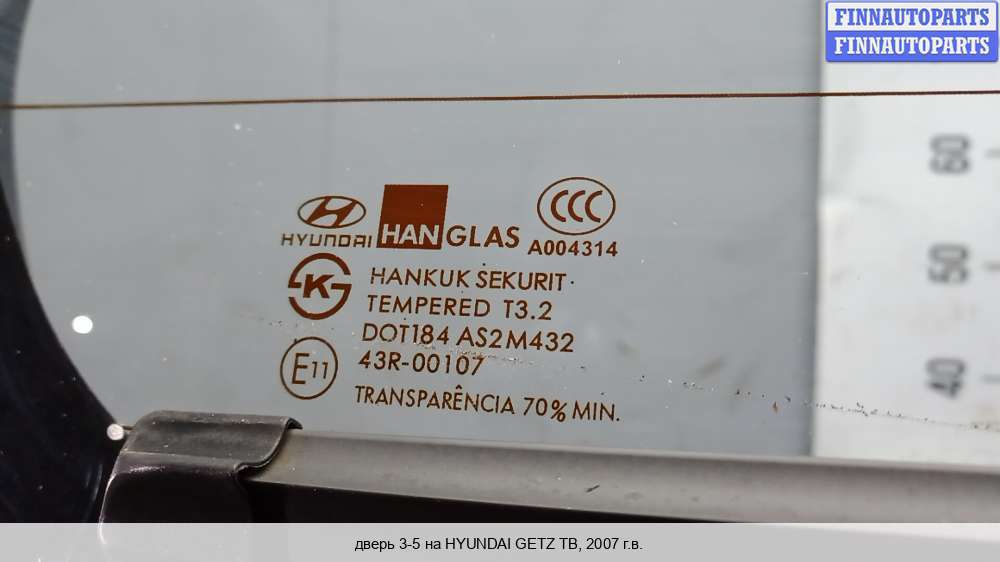 FINNAUTOPARTS
FINNAUTOPARTS
60
50
40
CCC
HYUNDAI HANGLAS A004314
K HANKUK SEKURIT
TEMPERED T3.2
DOT184 AS2 M432
E11 43R-00107
TRANSPARÊNCIA 70% MIN.
дверь 3-5 на HYUNDAI GETZ TB, 2007 г.в.